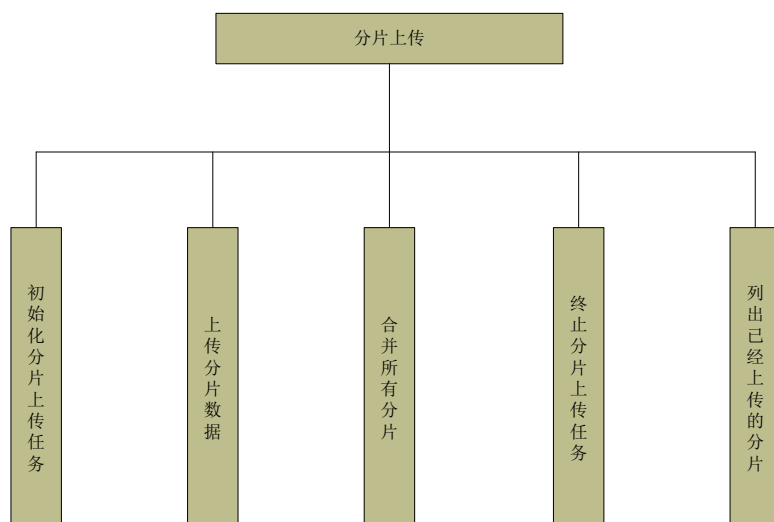 分片上传
初始化分片上传任务
上传分片数据
合并所有分片
终止分片上传任务
列出已经上传的分片